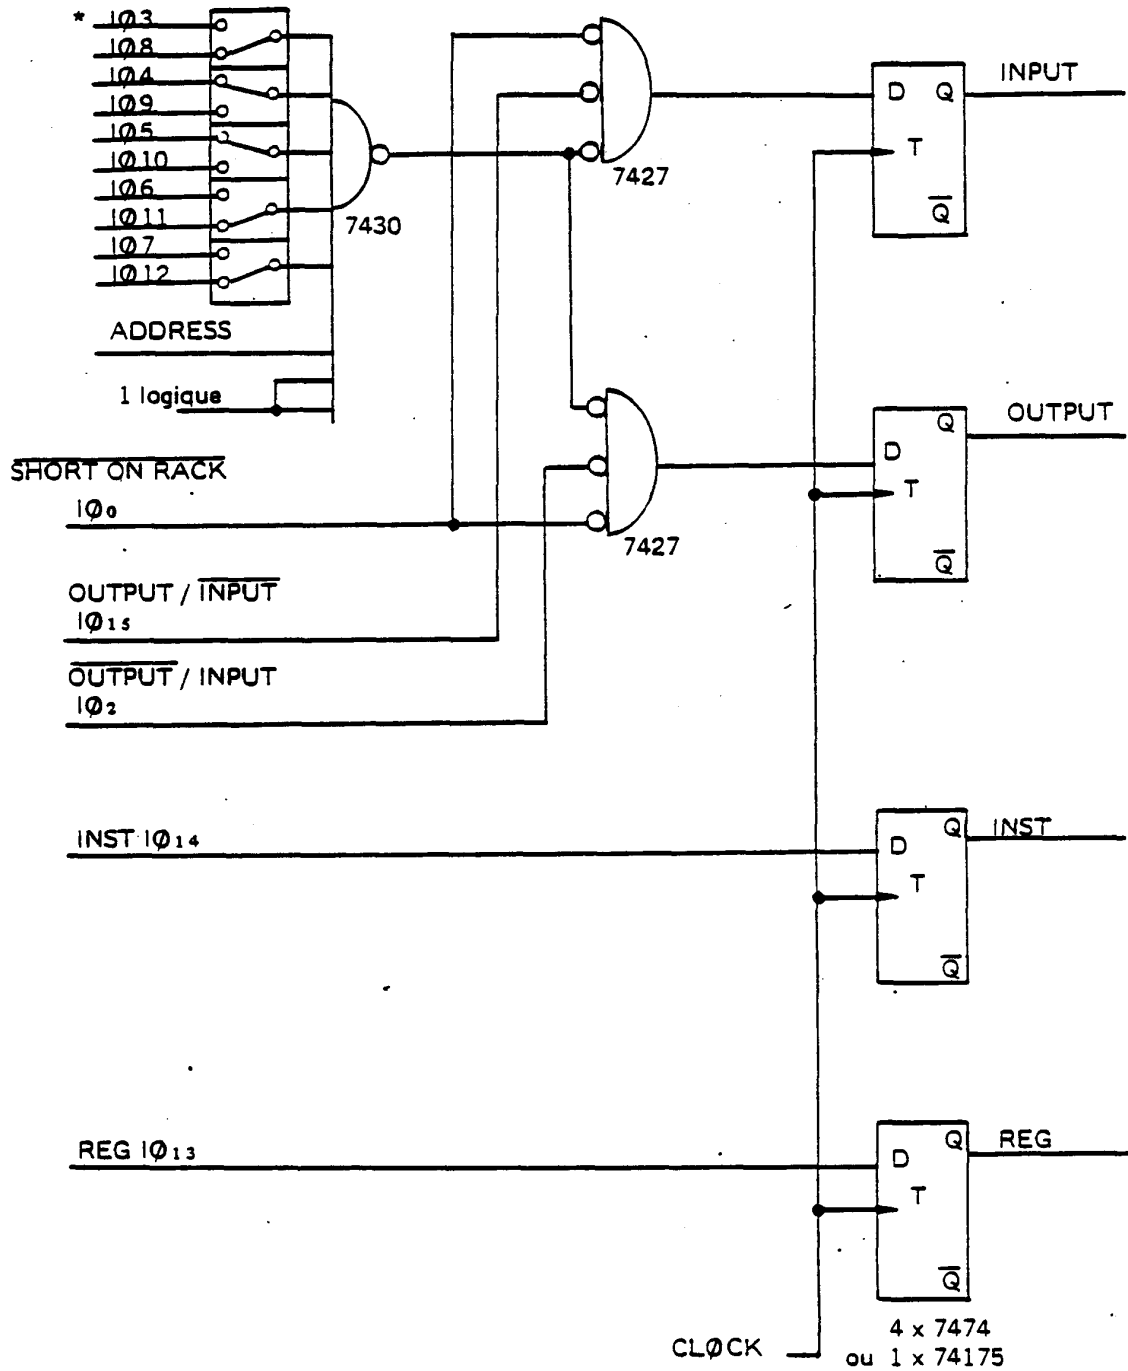 * IØ3
IØ8
IØ4
IØ9
IØ5
IØ10
IØ6
IØ11
IØ7
IØ12
7430
ADDRESS
1 logique
SHORT ON RACK
IØ0
OUTPUT / INPUT
IØ15
OUTPUT / INPUT
IØ2
7427
7427
D Q
T
Q
INPUT
Q
D
T
Q
OUTPUT
INST IØ14
Q
D
T
Q
INST
REG IØ13
Q
D
T
Q
REG
CLØCK
4 x 7474
ou 1 x 74175